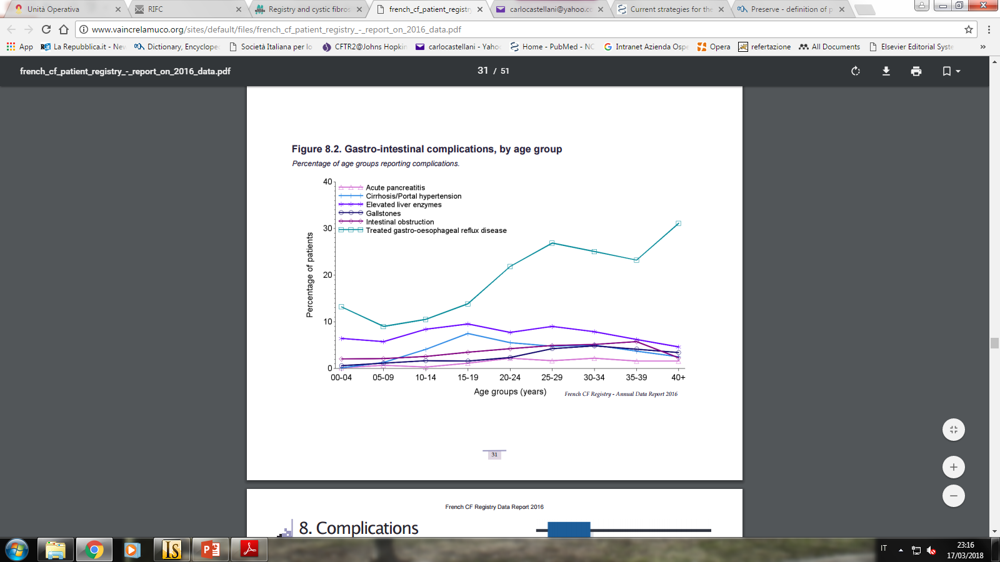 Unità Operativa
RIFC
Registry and cystic fibros
french_cf_patient_registry
carlocastellani@yahoo.co
Current strategies for the
Preserve - definition of p
www.vaincrelamuco.org/sites/default/files/french_cf_patient_registry_-_report_on_2016_data.pdf
App
La Repubblica.it - New
Dictionary, Encyclope
Società Italiana per lo
CFTR2@Johns Hopkin
carlocastellani - Yahoo
Home - PubMed - NC
Intranet Azienda Ospe
Opera
refertazione
All Documents
Elsevier Editorial Syste
»
french_cf_patient_registry_-_report_on_2016_data.pdf
31 / 51
Figure 8.2. Gastro-intestinal complications, by age group
Percentage of age groups reporting complications.
Percentage of patients
40
30
20
10
0
Acute pancreatitis
Cirrhosis/Portal hypertension
Elevated liver enzymes
Gallstones
Intestinal obstruction
Treated gastro-oesophageal reflux disease
00-04 05-09 10-14 15-19 20-24 25-29 30-34 35-39 40+
Age groups (years)
French CF Registry - Annual Data Report 2016
31
French CF Registry Data Report 2016
8. Complications
IT
23:16
17/03/2018